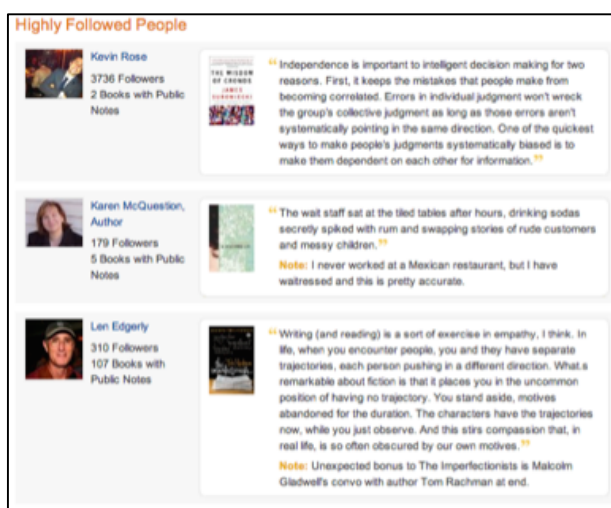 Highly Followed People
Kevin Rose
3736 Followers
2 Books with Public
Notes
THE WISDOM
OF CROWDS
JAMES
SUROWIECKI
“Independence is important to intelligent decision making for two
reasons. First, it keeps the mistakes that people make from
becoming correlated. Errors in individual judgment won't wreck
the group's collective judgment as long as those errors aren't
systematically pointing in the same direction. One of the quickest
ways to make people's judgments systematically biased is to
make them dependent on each other for information.”
Karen McQuestion,
Author
179 Followers
5 Books with Public
Notes
“The wait staff sat at the tiled tables after hours, drinking sodas
secretly spiked with rum and swapping stories of rude customers
and messy children.”
Note: I never worked at a Mexican restaurant, but I have
waitressed and this is pretty accurate.
Len Edgerly
310 Followers
107 Books with
Public Notes
“Writing (and reading) is a sort of exercise in empathy, I think. In
life, when you encounter people, you and they have separate
trajectories, each person pushing in a different direction. What.s
remarkable about fiction is that it places you in the uncommon
position of having no trajectory. You stand aside, motives
abandoned for the duration. The characters have the trajectories
now, while you just observe. And this stirs compassion that, in
real life, is so often obscured by our own motives.”
Note: Unexpected bonus to The Imperfectionists is Malcolm
Gladwell's convo with author Tom Rachman at end.